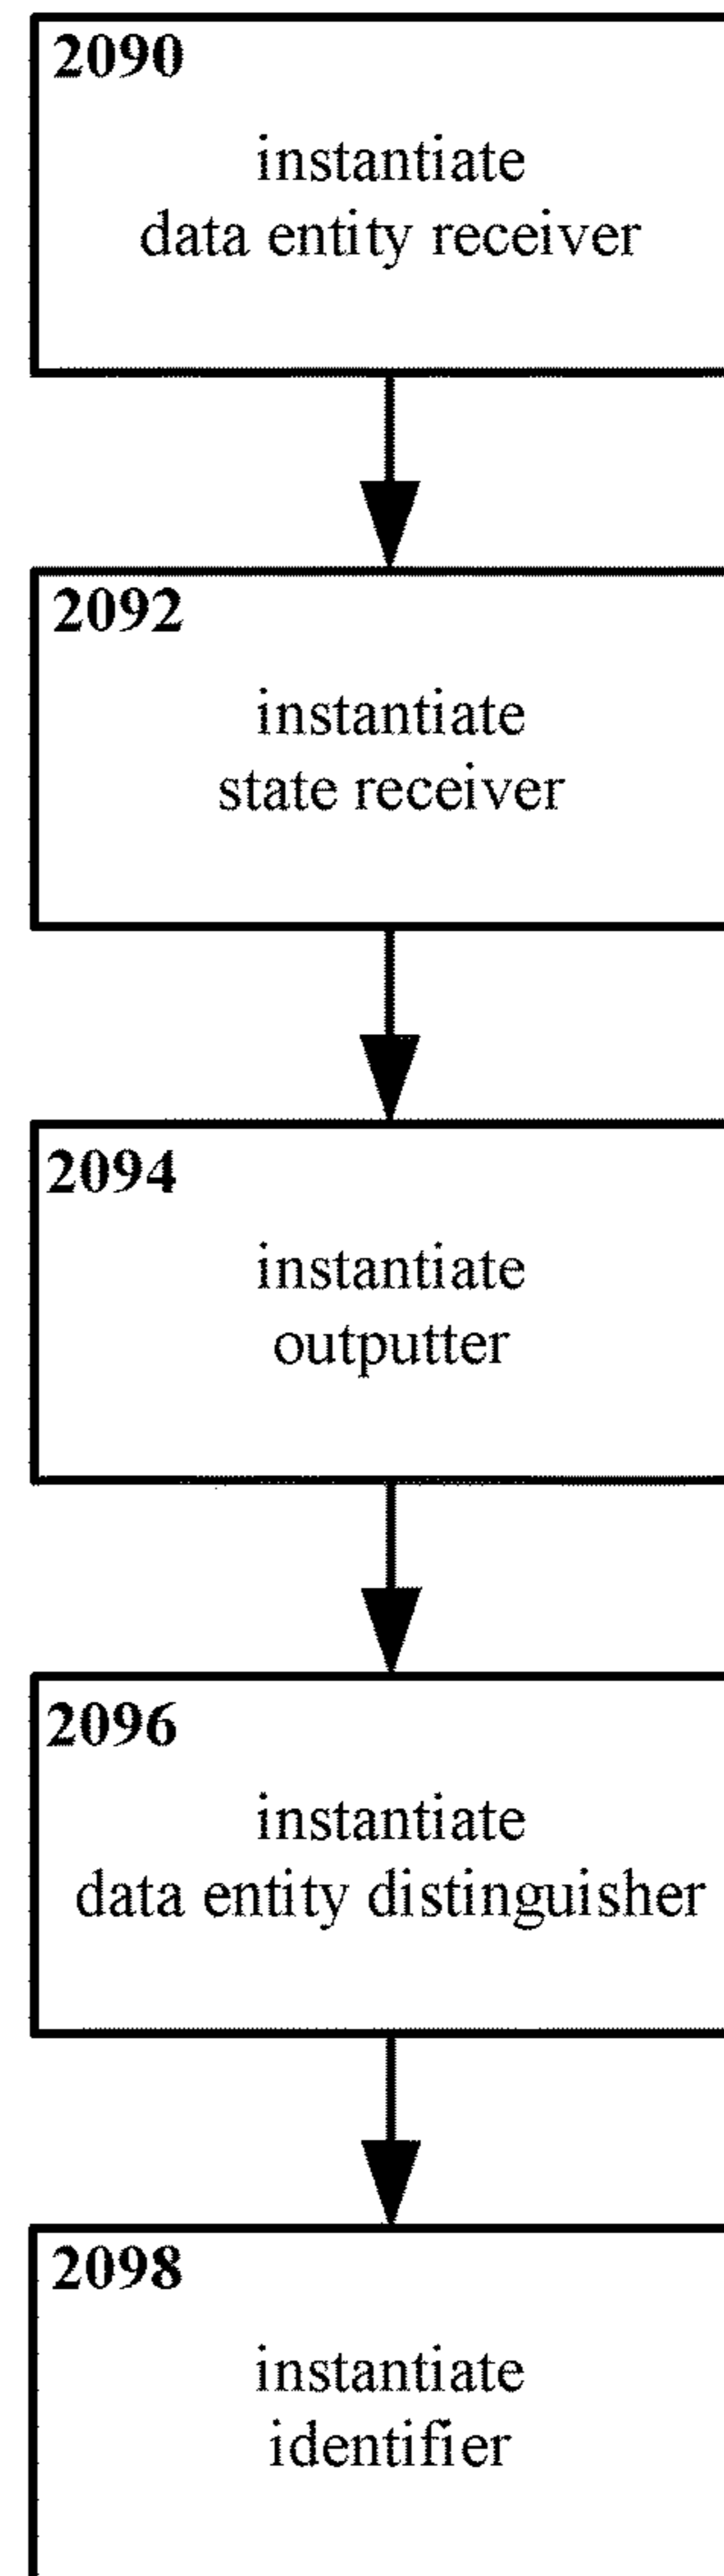 2090
instantiate
data entity receiver
2092
instantiate
state receiver
2094
instantiate
outputter
2096
instantiate
data entity distinguisher
2098
instantiate
identifier